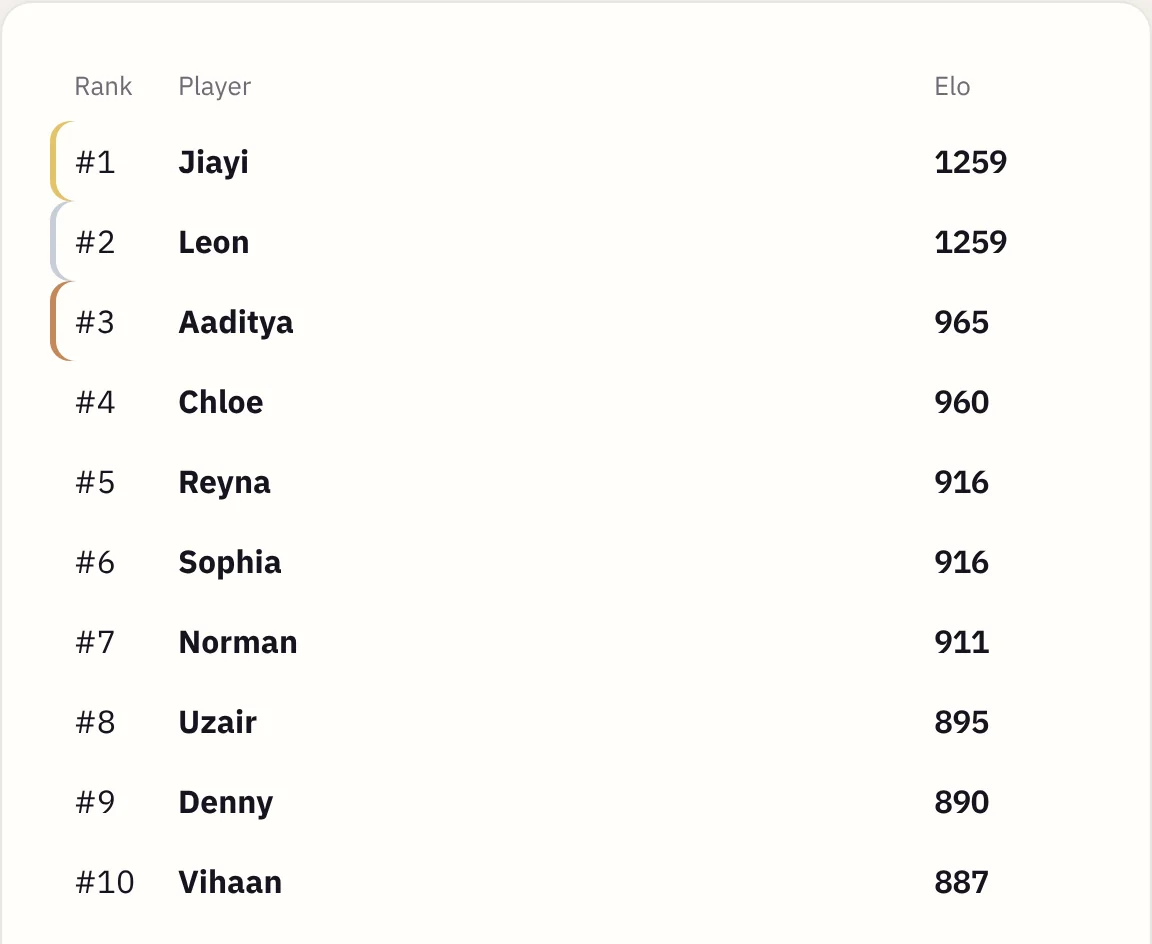 Rank Player Elo
#1 Jiayi 1259
#2 Leon 1259
#3 Aaditya 965
#4 Chloe 960
#5 Reyna 916
#6 Sophia 916
#7 Norman 911
#8 Uzair 895
#9 Denny 890
#10 Vihaan 887